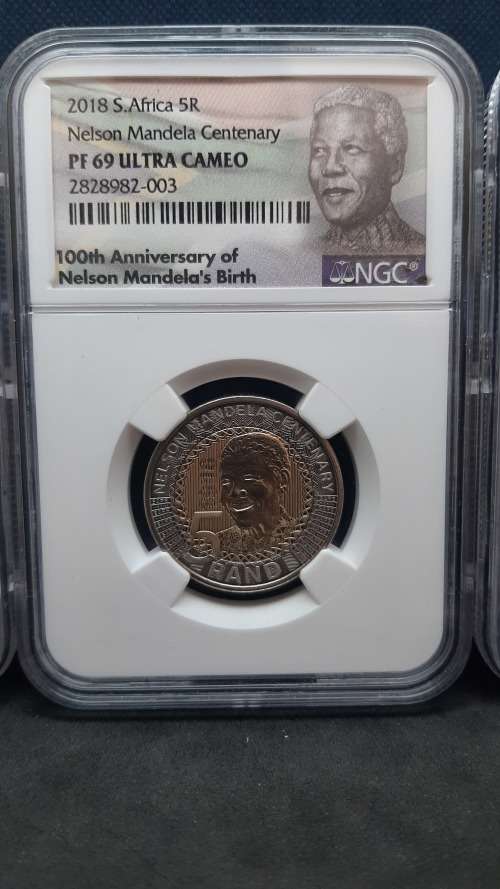 2018 S.Africa 5R
Nelson Mandela Centenary
PF 69 ULTRA CAMEO
2828982-003
100th Anniversary of
Nelson Mandela's Birth
NGC®
NELSON MANDELA CENTENARY
5
RAND